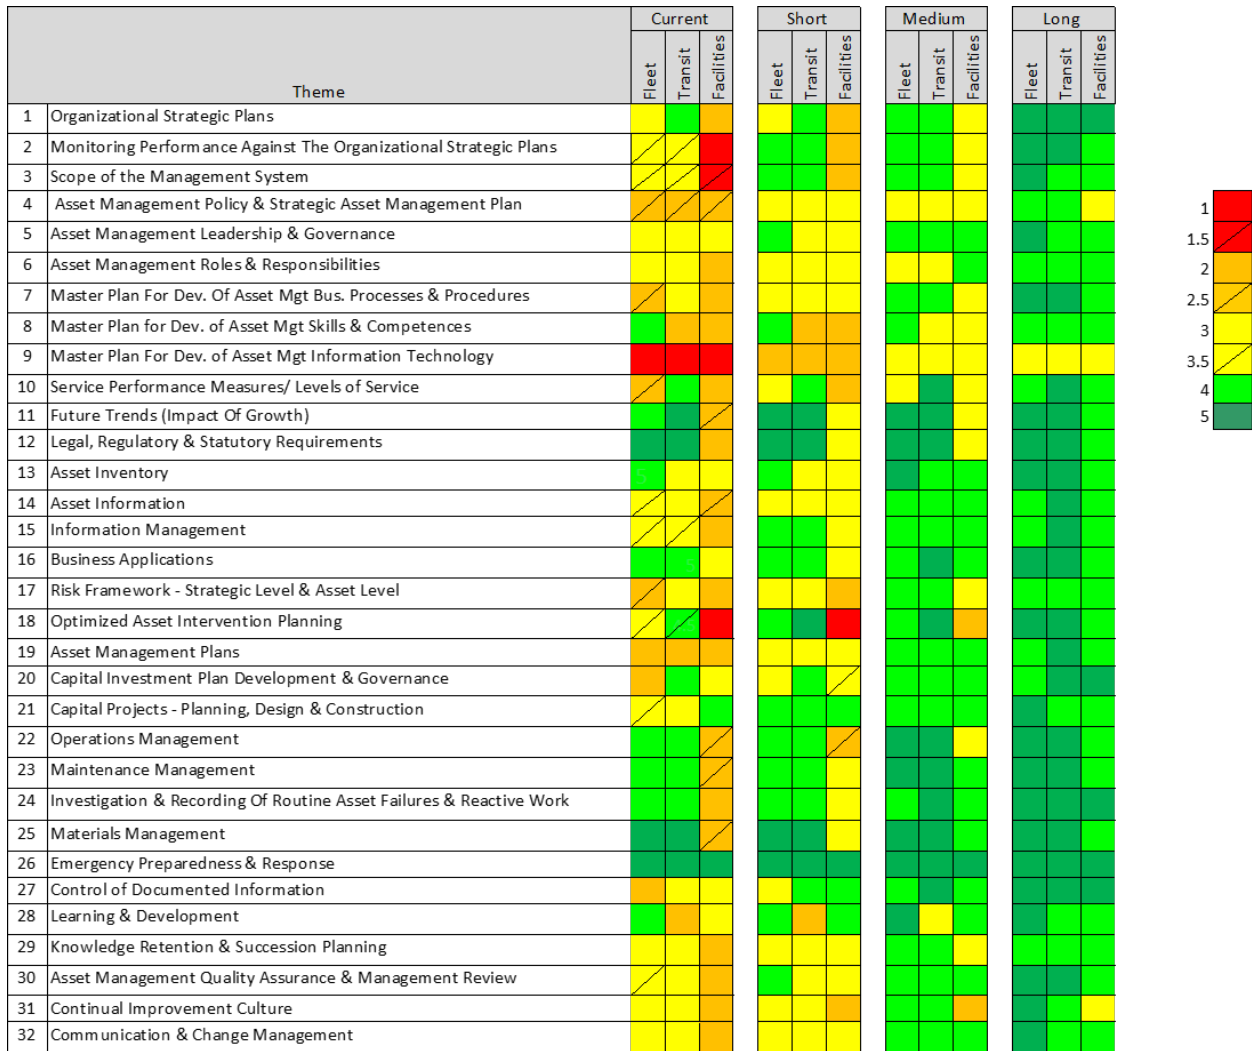 Current Short Medium Long
Theme Fleet Transit Facilities Fleet Transit Facilities Fleet Transit Facilities Fleet Transit Facilities
1 Organizational Strategic Plans
2 Monitoring Performance Against The Organizational Strategic Plans
3 Scope of the Management System
4 Asset Management Policy & Strategic Asset Management Plan
5 Asset Management Leadership & Governance
6 Asset Management Roles & Responsibilities
7 Master Plan For Dev. Of Asset Mgt Bus. Processes & Procedures
8 Master Plan for Dev. of Asset Mgt Skills & Competences
9 Master Plan For Dev. of Asset Mgt Information Technology
10 Service Performance Measures/ Levels of Service
11 Future Trends (Impact Of Growth)
12 Legal, Regulatory & Statutory Requirements
13 Asset Inventory 5
14 Asset Information
15 Information Management
16 Business Applications 5
17 Risk Framework - Strategic Level & Asset Level
18 Optimized Asset Intervention Planning
19 Asset Management Plans
20 Capital Investment Plan Development & Governance
21 Capital Projects - Planning, Design & Construction
22 Operations Management
23 Maintenance Management
24 Investigation & Recording Of Routine Asset Failures & Reactive Work
25 Materials Management
26 Emergency Preparedness & Response
27 Control of Documented Information
28 Learning & Development
29 Knowledge Retention & Succession Planning
30 Asset Management Quality Assurance & Management Review
31 Continual Improvement Culture
32 Communication & Change Management
1
1.5
2
2.5
3
3.5
4
5